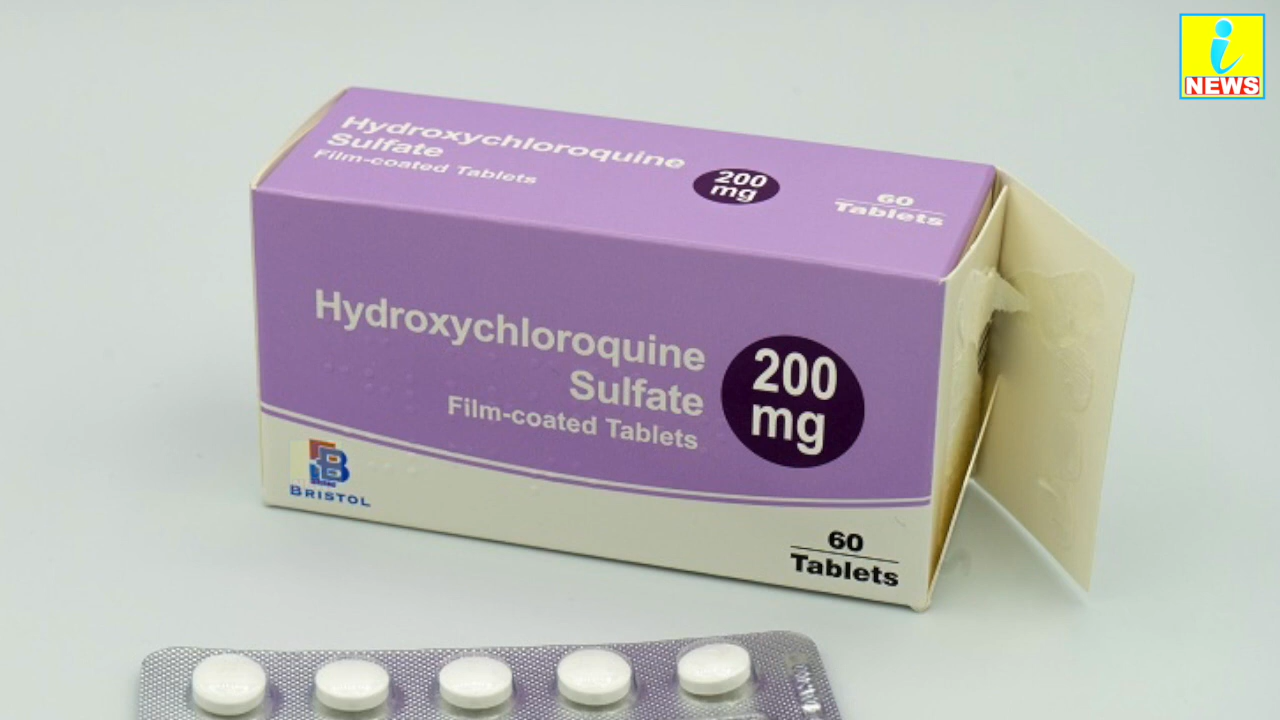 i
NEWS
Hydroxychloroquine
Sulfate
Film-coated Tablets
200
mg
60
Tablets
Hydroxychloroquine
Sulfate
Film-coated Tablets
200
mg
B
BRISTOL
60
Tablets